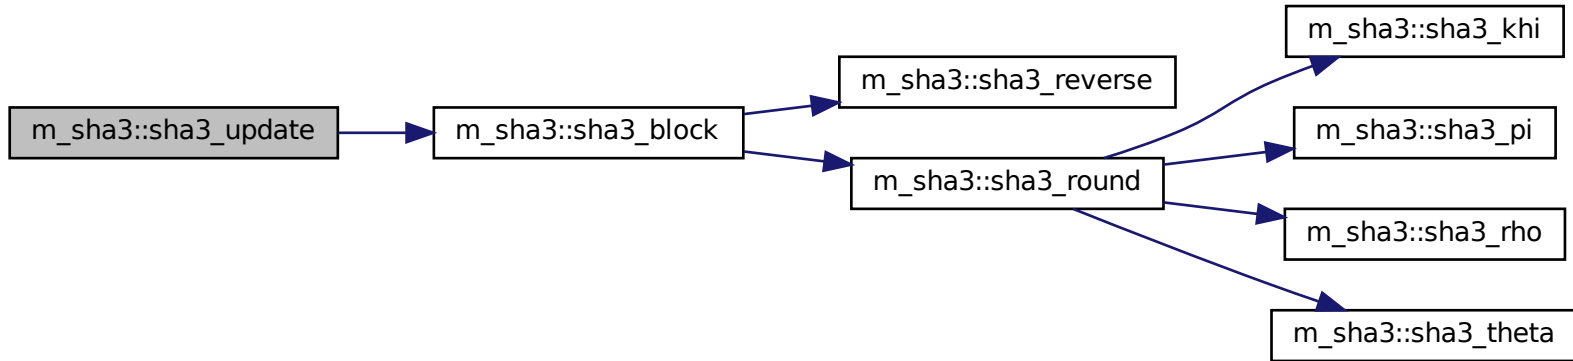 m_sha3::sha3_update
m_sha3::sha3_block
m_sha3::sha3_reverse
m_sha3::sha3_round
m_sha3::sha3_khi
m_sha3::sha3_pi
m_sha3::sha3_rho
m_sha3::sha3_theta